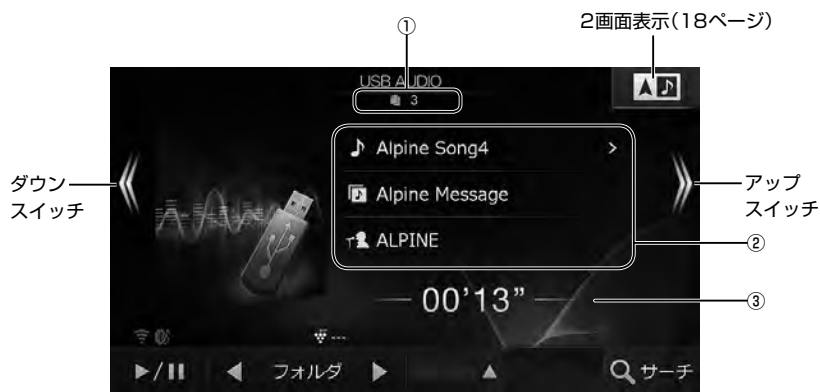 ①
2画面表示(18ページ)
USB AUDIO
3
Alpine Song4
Alpine Message
ALPINE
ダウン
スイッチ
アップ
スイッチ
②
00'13”
③
---
フォルダ
サーチ